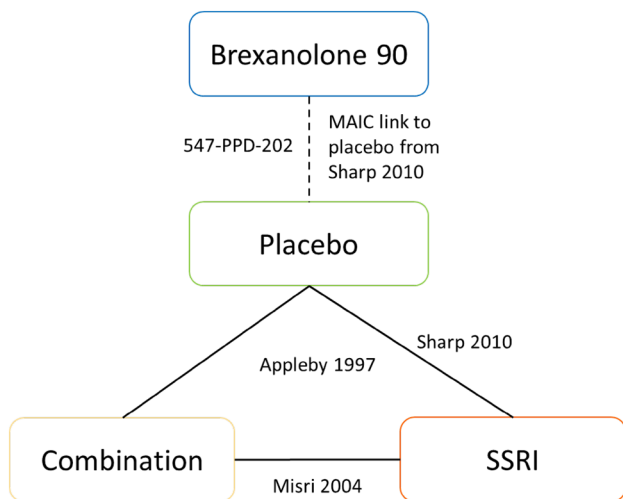 Brexanolone 90
547-PPD-202
MAIC link to
placebo from
Sharp 2010
Placebo
Sharp 2010
Appleby 1997
Combination
SSRI
Misri 2004